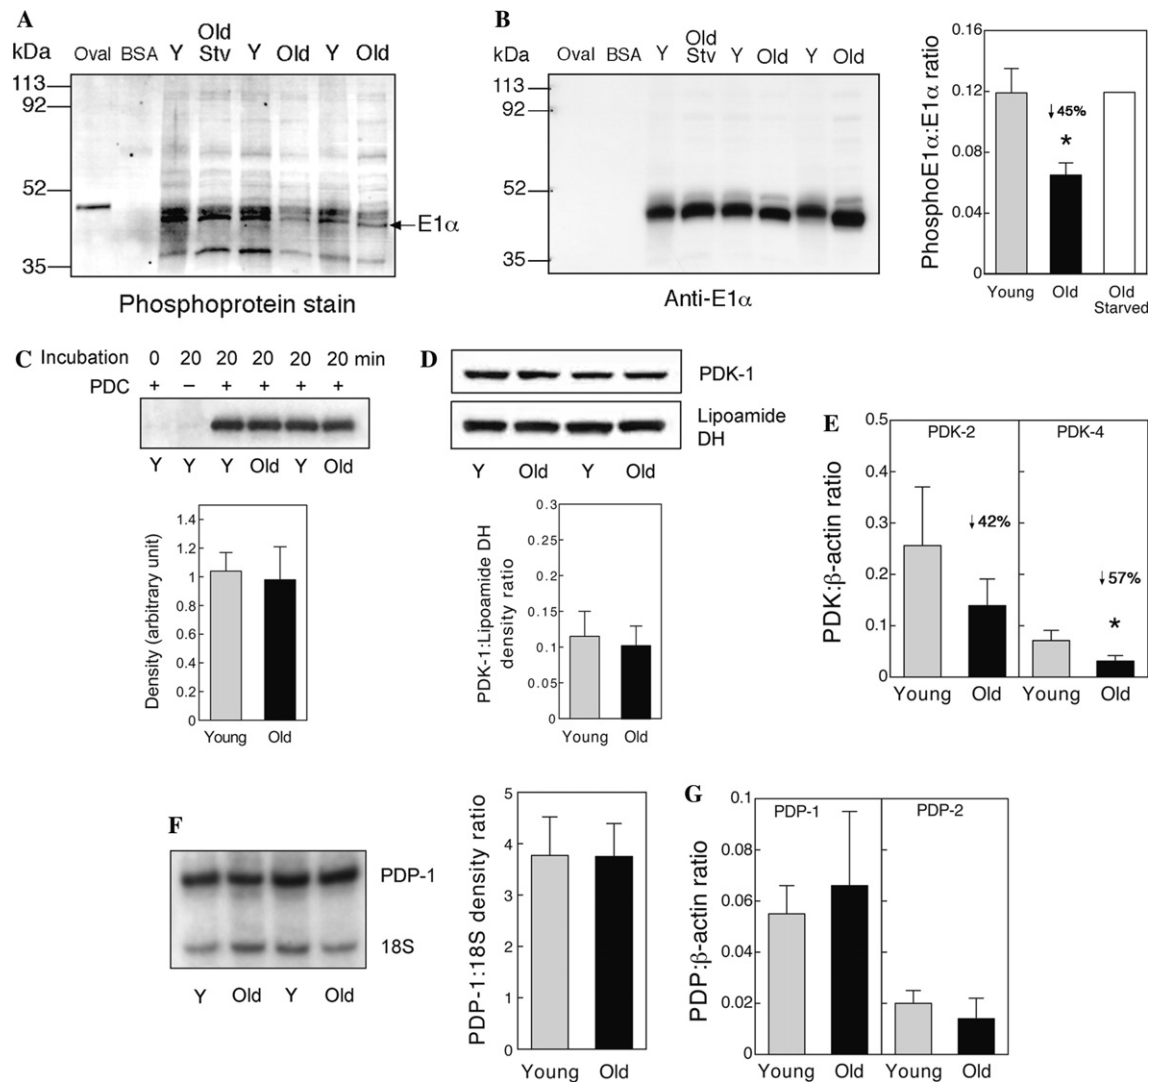 A
kDa Oval BSA Y Old Stv Y Old Y Old
113
92
52
35
E1α
Phosphoprotein stain
B
kDa Oval BSA Y Old Stv Y Old Y Old
113
92
52
35
Anti-E1α
PhosphoE1α:E1α ratio
0.16
0.12
0.08
0.04
0
↓45%
*
Young Old Old Starved
C
Incubation 0 20 20 20 20 20 min
PDC + – + + + +
Y Y Y Old Y Old
Density (arbitrary unit)
1.4
1.2
1
0.8
0.6
0.4
0.2
0
Young Old
D
PDK-1
Lipoamide DH
Y Old Y Old
PDK-1:Lipoamide DH density ratio
0.3
0.25
0.2
0.15
0.1
0.05
0
Young Old
E
PDK:β-actin ratio
0.5
0.4
0.3
0.2
0.1
0
PDK-2 PDK-4
↓42%
↓57%
*
Young Old Young Old
F
PDP-1
18S
Y Old Y Old
PDP-1:18S density ratio
5
4
3
2
1
0
Young Old
G
PDP:β-actin ratio
0.1
0.08
0.06
0.04
0.02
0
PDP-1 PDP-2
Young Old Young Old